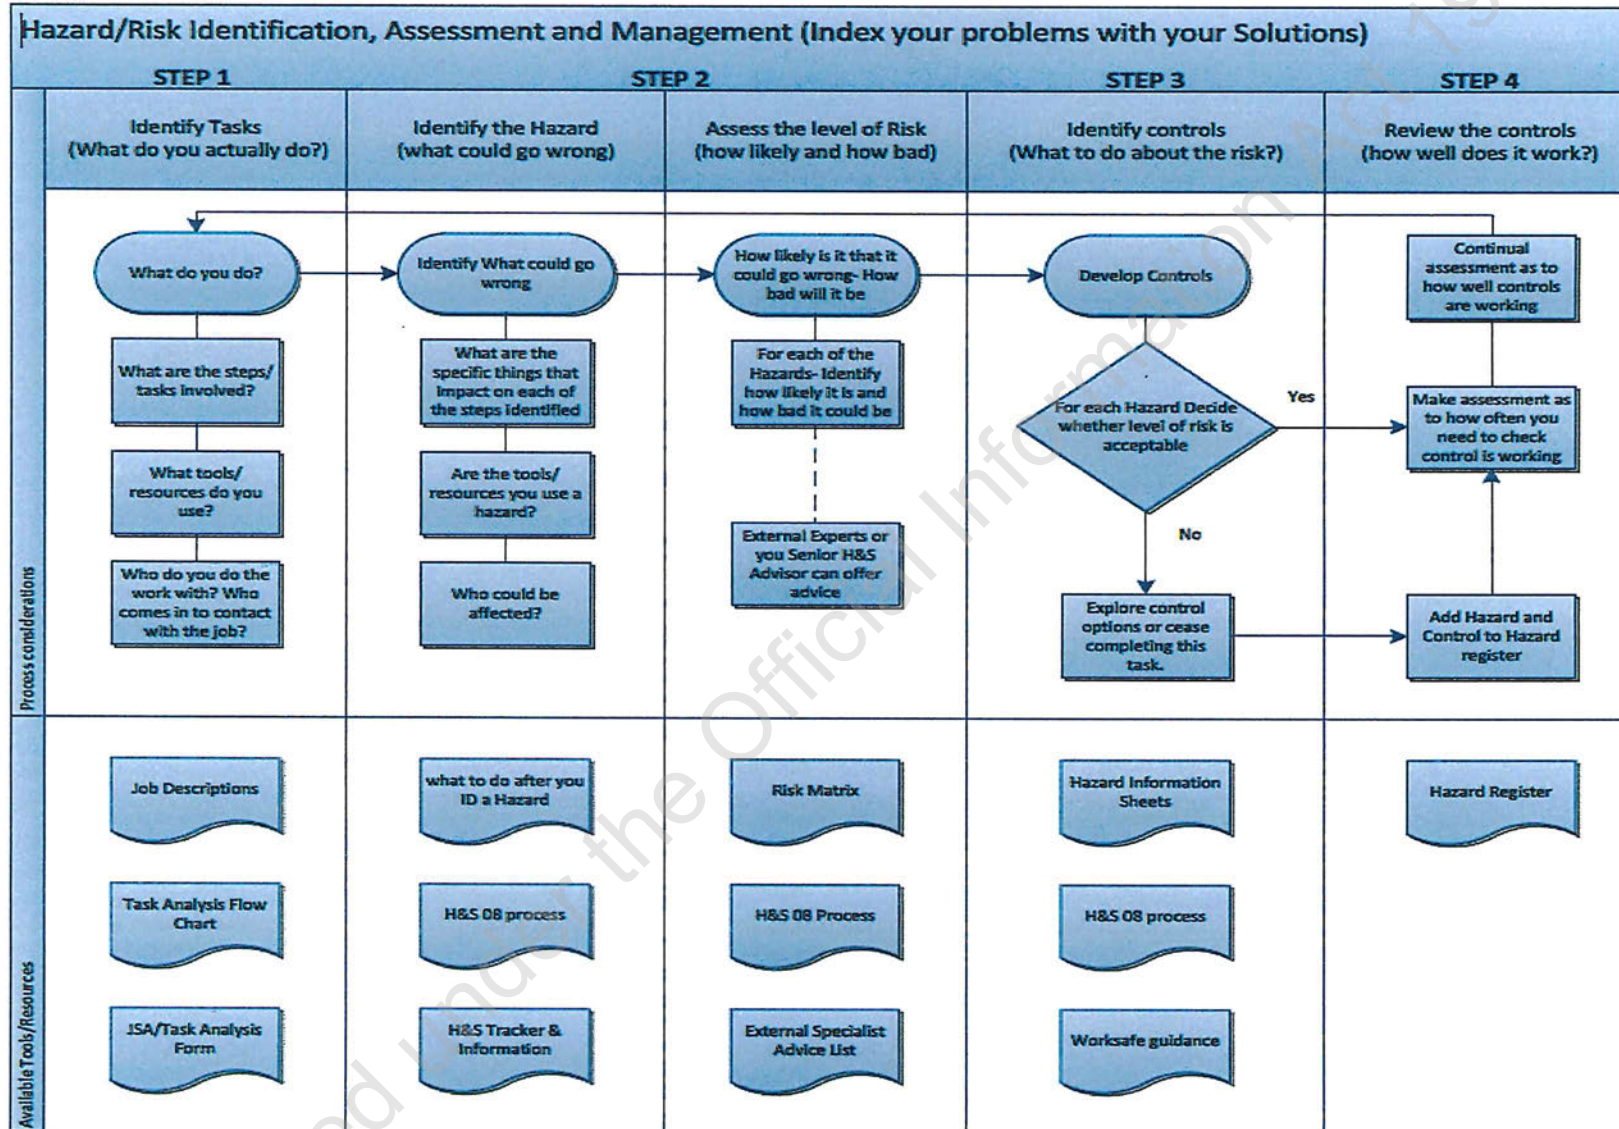 Hazard/Risk Identification, Assessment and Management (Index your problems with your Solutions)
STEP 1
STEP 2
STEP 3
STEP 4
Identify Tasks
(What do you actually do?)
Identify the Hazard
(what could go wrong)
Assess the level of Risk
(how likely and how bad)
Identify controls
(What to do about the risk?)
Review the controls
(how well does it work?)
Process considerations
What do you do?
Identify What could go
wrong
How likely is it that it
could go wrong- How
bad will it be
Develop Controls
Continual
assessment as to
how well controls
are working
What are the steps/
tasks involved?
What are the
specific things that
impact on each of
the steps identified
For each of the
Hazards- Identify
how likely it is and
how bad it could be
For each Hazard Decide
whether level of risk is
acceptable
Yes
Make assessment as
to how often you
need to check
control is working
What tools/
resources do you
use?
Are the tools/
resources you use a
hazard?
External Experts or
you Senior H&S
Advisor can offer
advice
No
Who do you do the
work with? Who
comes in to contact
with the job?
Who could be
affected?
Explore control
options or cease
completing this
task.
Add Hazard and
Control to Hazard
register
Available Tools/Resources
Job Descriptions
what to do after you
ID a Hazard
Risk Matrix
Hazard Information
Sheets
Hazard Register
Task Analysis Flow
Chart
H&S 08 process
H&S 08 Process
H&S 08 process
JSA/Task Analysis
Form
H&S Tracker &
Information
External Specialist
Advice List
Worksafe guidance
under the Official Information Act